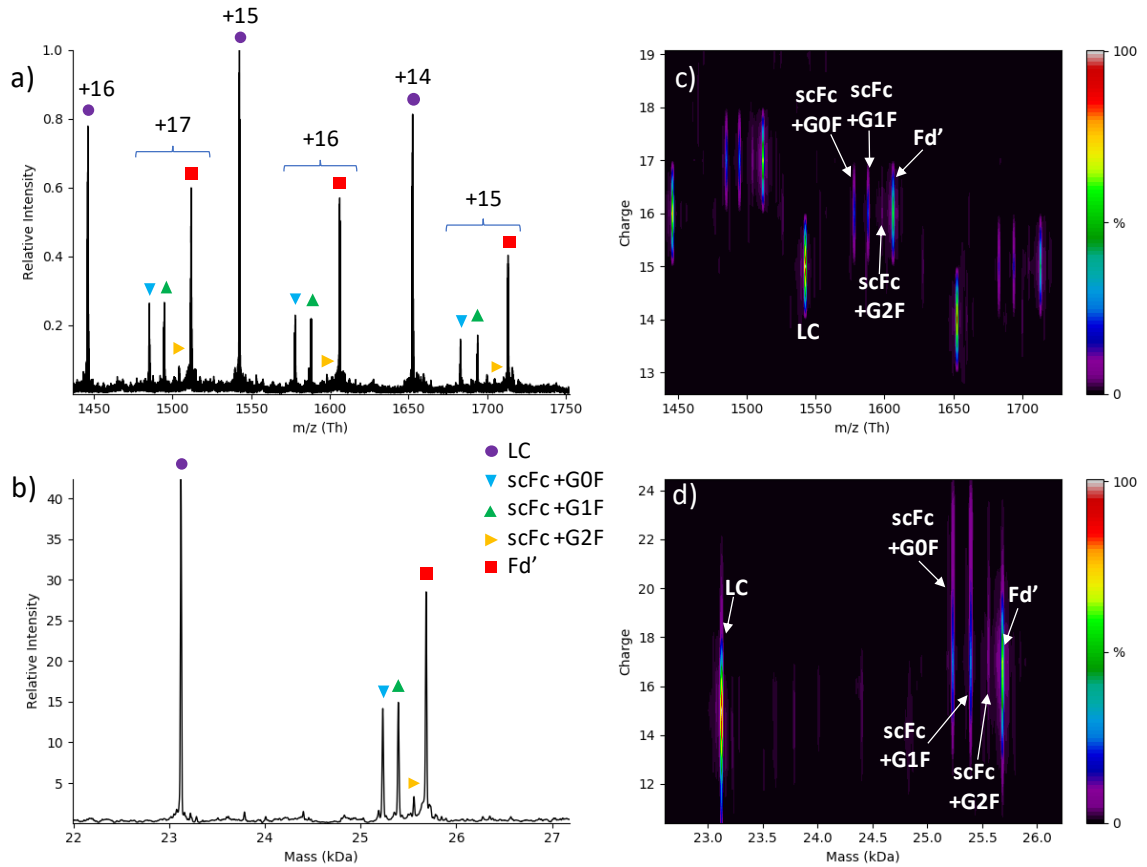 a)
+16
+17
+15
+16
+14
+15
Relative Intensity
1.0
0.8
0.6
0.4
0.2
1450
1500
1550
1600
1650
1700
1750
m/z (Th)
c)
Charge
19
18
17
16
15
14
13
scFc
+G0F
scFc
+G1F
Fd’
LC
scFc
+G2F
1450
1500
1550
1600
1650
1700
m/z (Th)
100
%
0
b)
Relative Intensity
40
35
30
25
20
15
10
5
LC
scFc +G0F
scFc +G1F
scFc +G2F
Fd’
22
23
24
25
26
27
Mass (kDa)
d)
Charge
24
22
20
18
16
14
12
LC
scFc
+G0F
Fd’
scFc
+G1F
scFc
+G2F
23.0
23.5
24.0
24.5
25.0
25.5
26.0
Mass (kDa)
100
%
0